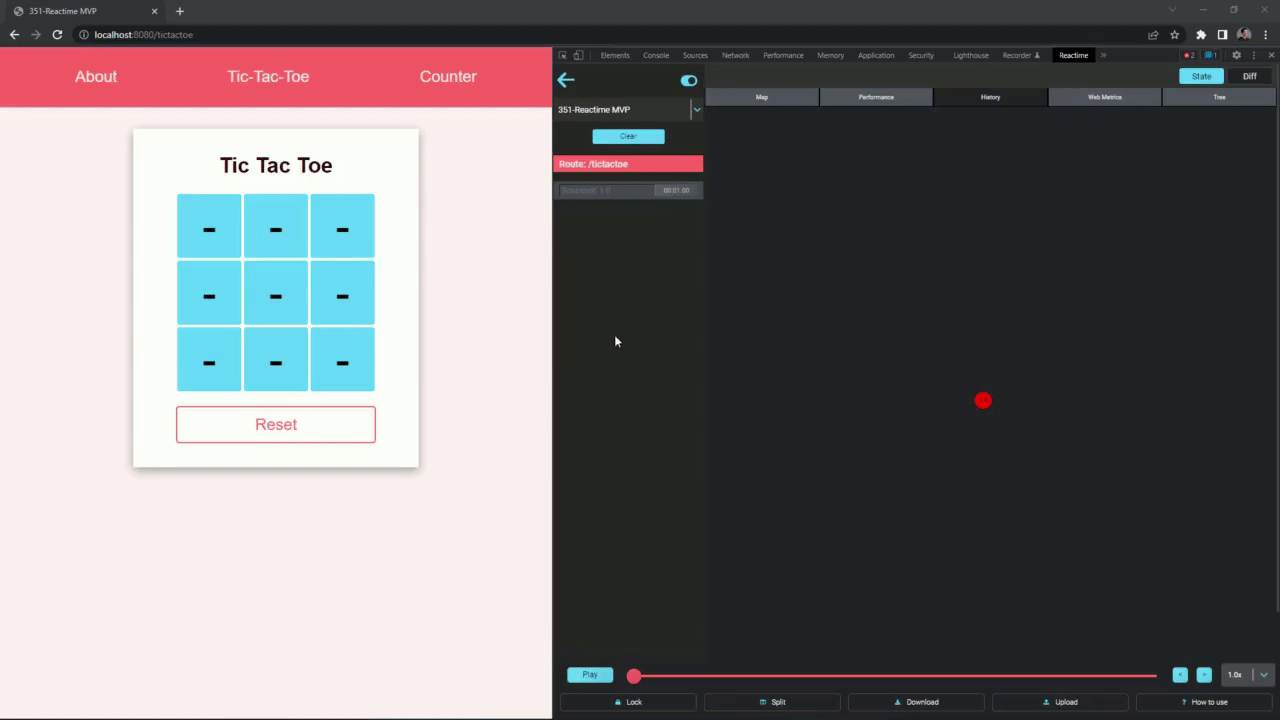 351-Reactime MVP
localhost:8080/tictactoe
About Tic-Tac-Toe Counter
Tic Tac Toe
- - -
- - -
- - -
Reset
Elements Console Sources Network Performance Memory Application Security Lighthouse Recorder Reactime 2 1
State Diff
351-Reactime MVP
Map Performance History Web Metrics Tree
Clear
Route: /tictactoe
Snapshot: 1.0 00:01.00
Play < > 1.0x
Lock Split Download Upload ? How to use